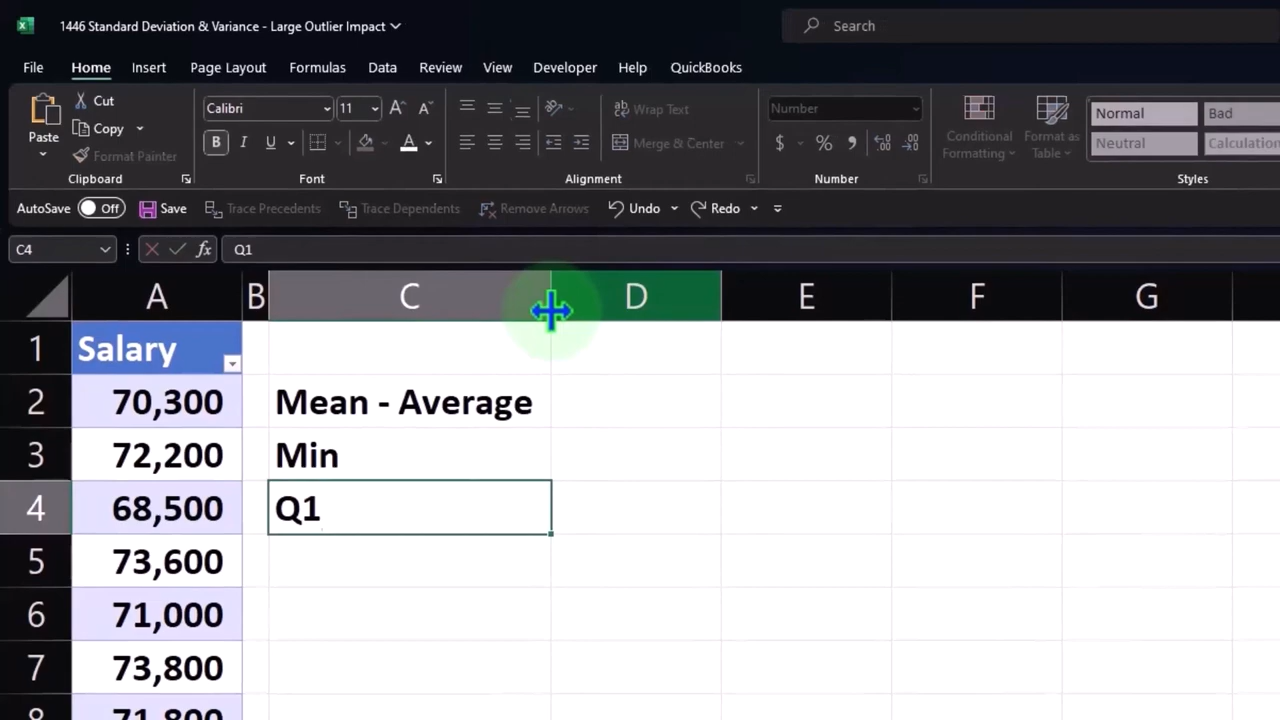 1446 Standard Deviation & Variance - Large Outlier Impact
Search
File Home Insert Page Layout Formulas Data Review View Developer Help QuickBooks
Paste
Cut
Copy
Format Painter
Clipboard
Calibri 11
B I U
Font
Wrap Text
Merge & Center
Alignment
Number
$ % ,
Number
Conditional Formatting
Format as Table
Normal Bad
Neutral Calculation
Styles
AutoSave Off Save Trace Precedents Trace Dependents Remove Arrows Undo Redo
C4 fx Q1
A B C D E F G
1 Salary
2 70,300 Mean - Average
3 72,200 Min
4 68,500 Q1
5 73,600
6 71,000
7 73,800
8 71,800